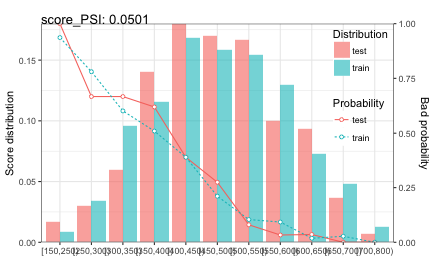 score_PSI: 0.0501
Score distribution
0.15
0.10
0.05
0.00
Distribution
test
train
Probability
test
train
1.00
0.75
0.50
0.25
0.00
Bad probability
[150,250)
[250,300)
[300,350)
[350,400)
[400,450)
[450,500)
[500,550)
[550,600)
[600,650)
[650,700)
[700,800)